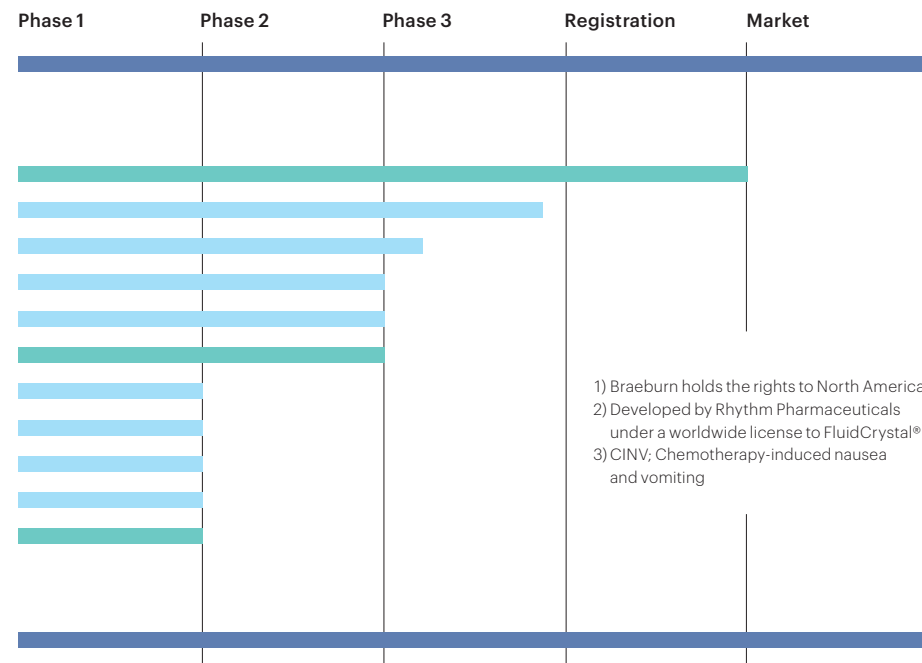 Phase 1 Phase 2 Phase 3 Registration Market
1) Braeburn holds the rights to North America
2) Developed by Rhythm Pharmaceuticals
under a worldwide license to FluidCrystal®
3) CINV; Chemotherapy-induced nausea
and vomiting